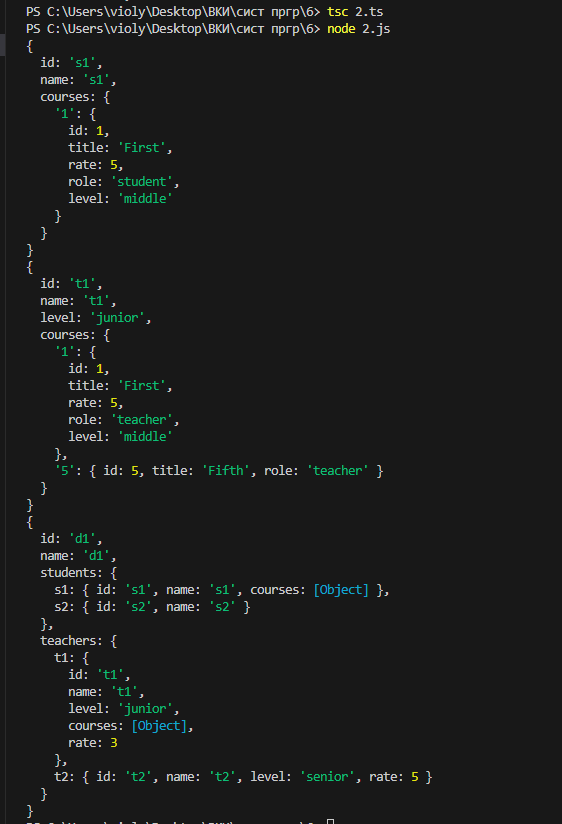 PS C:\Users\violy\Desktop\ВКИ\сист пргр\6> tsc 2.ts
PS C:\Users\violy\Desktop\ВКИ\сист пргр\6> node 2.js
{
  id: 's1',
  name: 's1',
  courses: {
    '1': {
      id: 1,
      title: 'First',
      rate: 5,
      role: 'student',
      level: 'middle'
    }
  }
}
{
  id: 't1',
  name: 't1',
  level: 'junior',
  courses: {
    '1': {
      id: 1,
      title: 'First',
      rate: 5,
      role: 'teacher',
      level: 'middle'
    },
    '5': { id: 5, title: 'Fifth', role: 'teacher' }
  }
}
{
  id: 'd1',
  name: 'd1',
  students: {
    s1: { id: 's1', name: 's1', courses: [Object] },
    s2: { id: 's2', name: 's2' }
  },
  teachers: {
    t1: {
      id: 't1',
      name: 't1',
      level: 'junior',
      courses: [Object],
      rate: 3
    },
    t2: { id: 't2', name: 't2', level: 'senior', rate: 5 }
  }
}